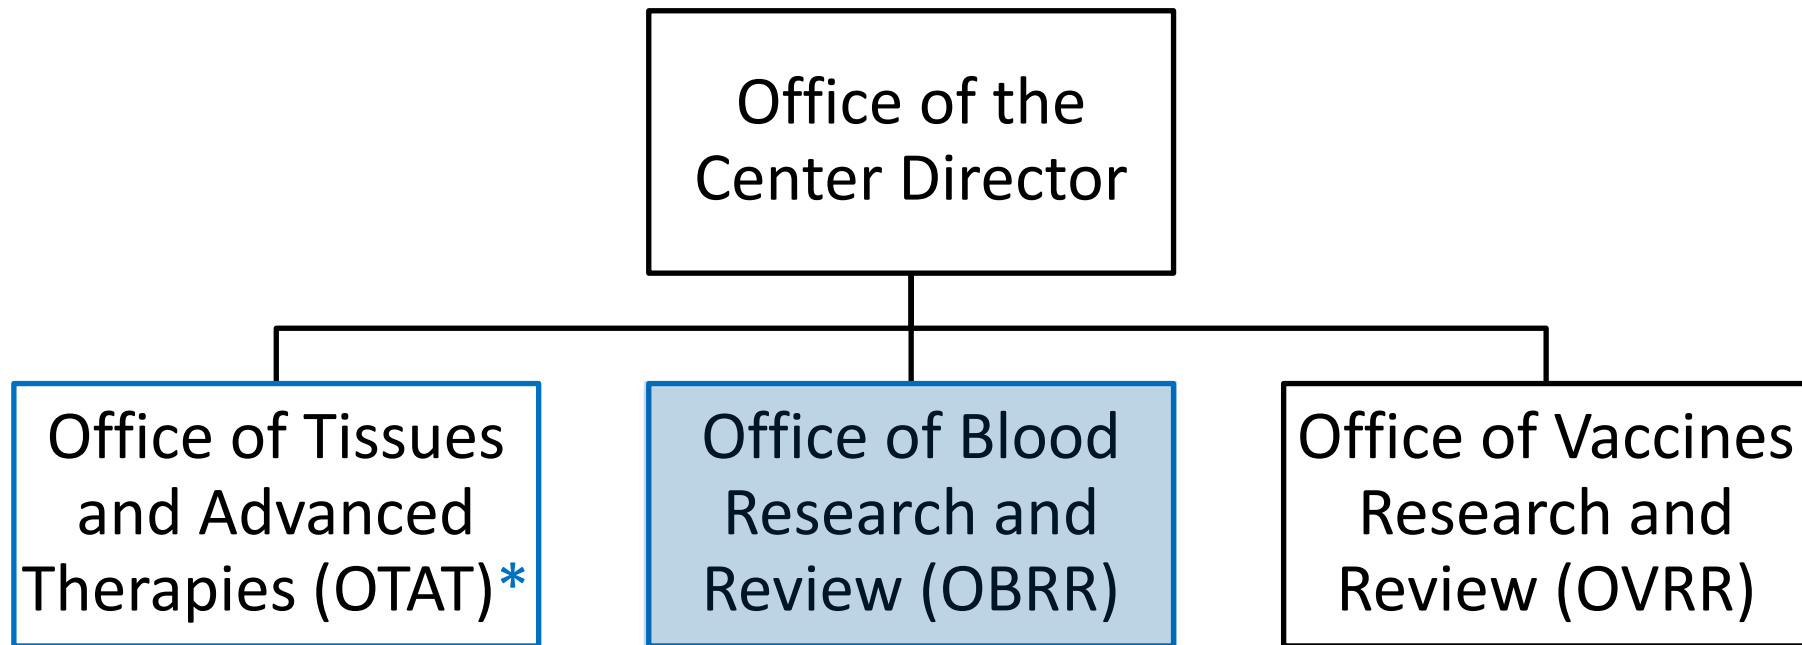 Office of the
Center Director
Office of Tissues
and Advanced
Therapies (OTAT)*
Office of Blood
Research and
Review (OBRR)
Office of Vaccines
Research and
Review (OVRR)